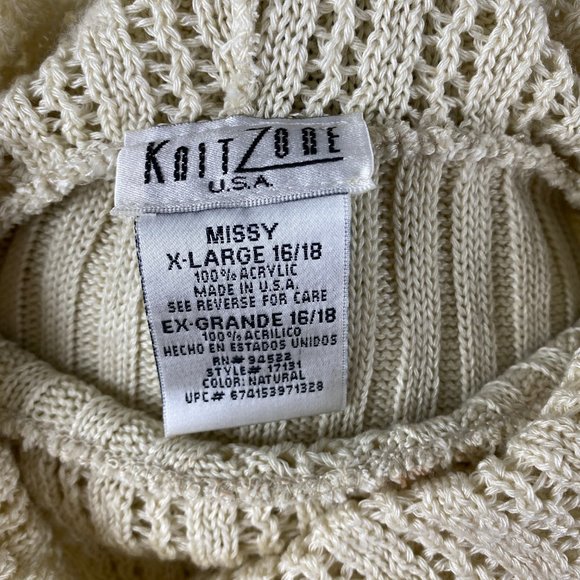 KNIT ZONE
U.S.A.
MISSY
X-LARGE 16/18
100% ACRYLIC
MADE IN U.S.A.
SEE REVERSE FOR CARE
EX-GRANDE 16/18
100% ACRILICO
HECHO EN ESTADOS UNIDOS
RN# 94522
STYLE# 17131
COLOR: NATURAL
UPC# 674153971328